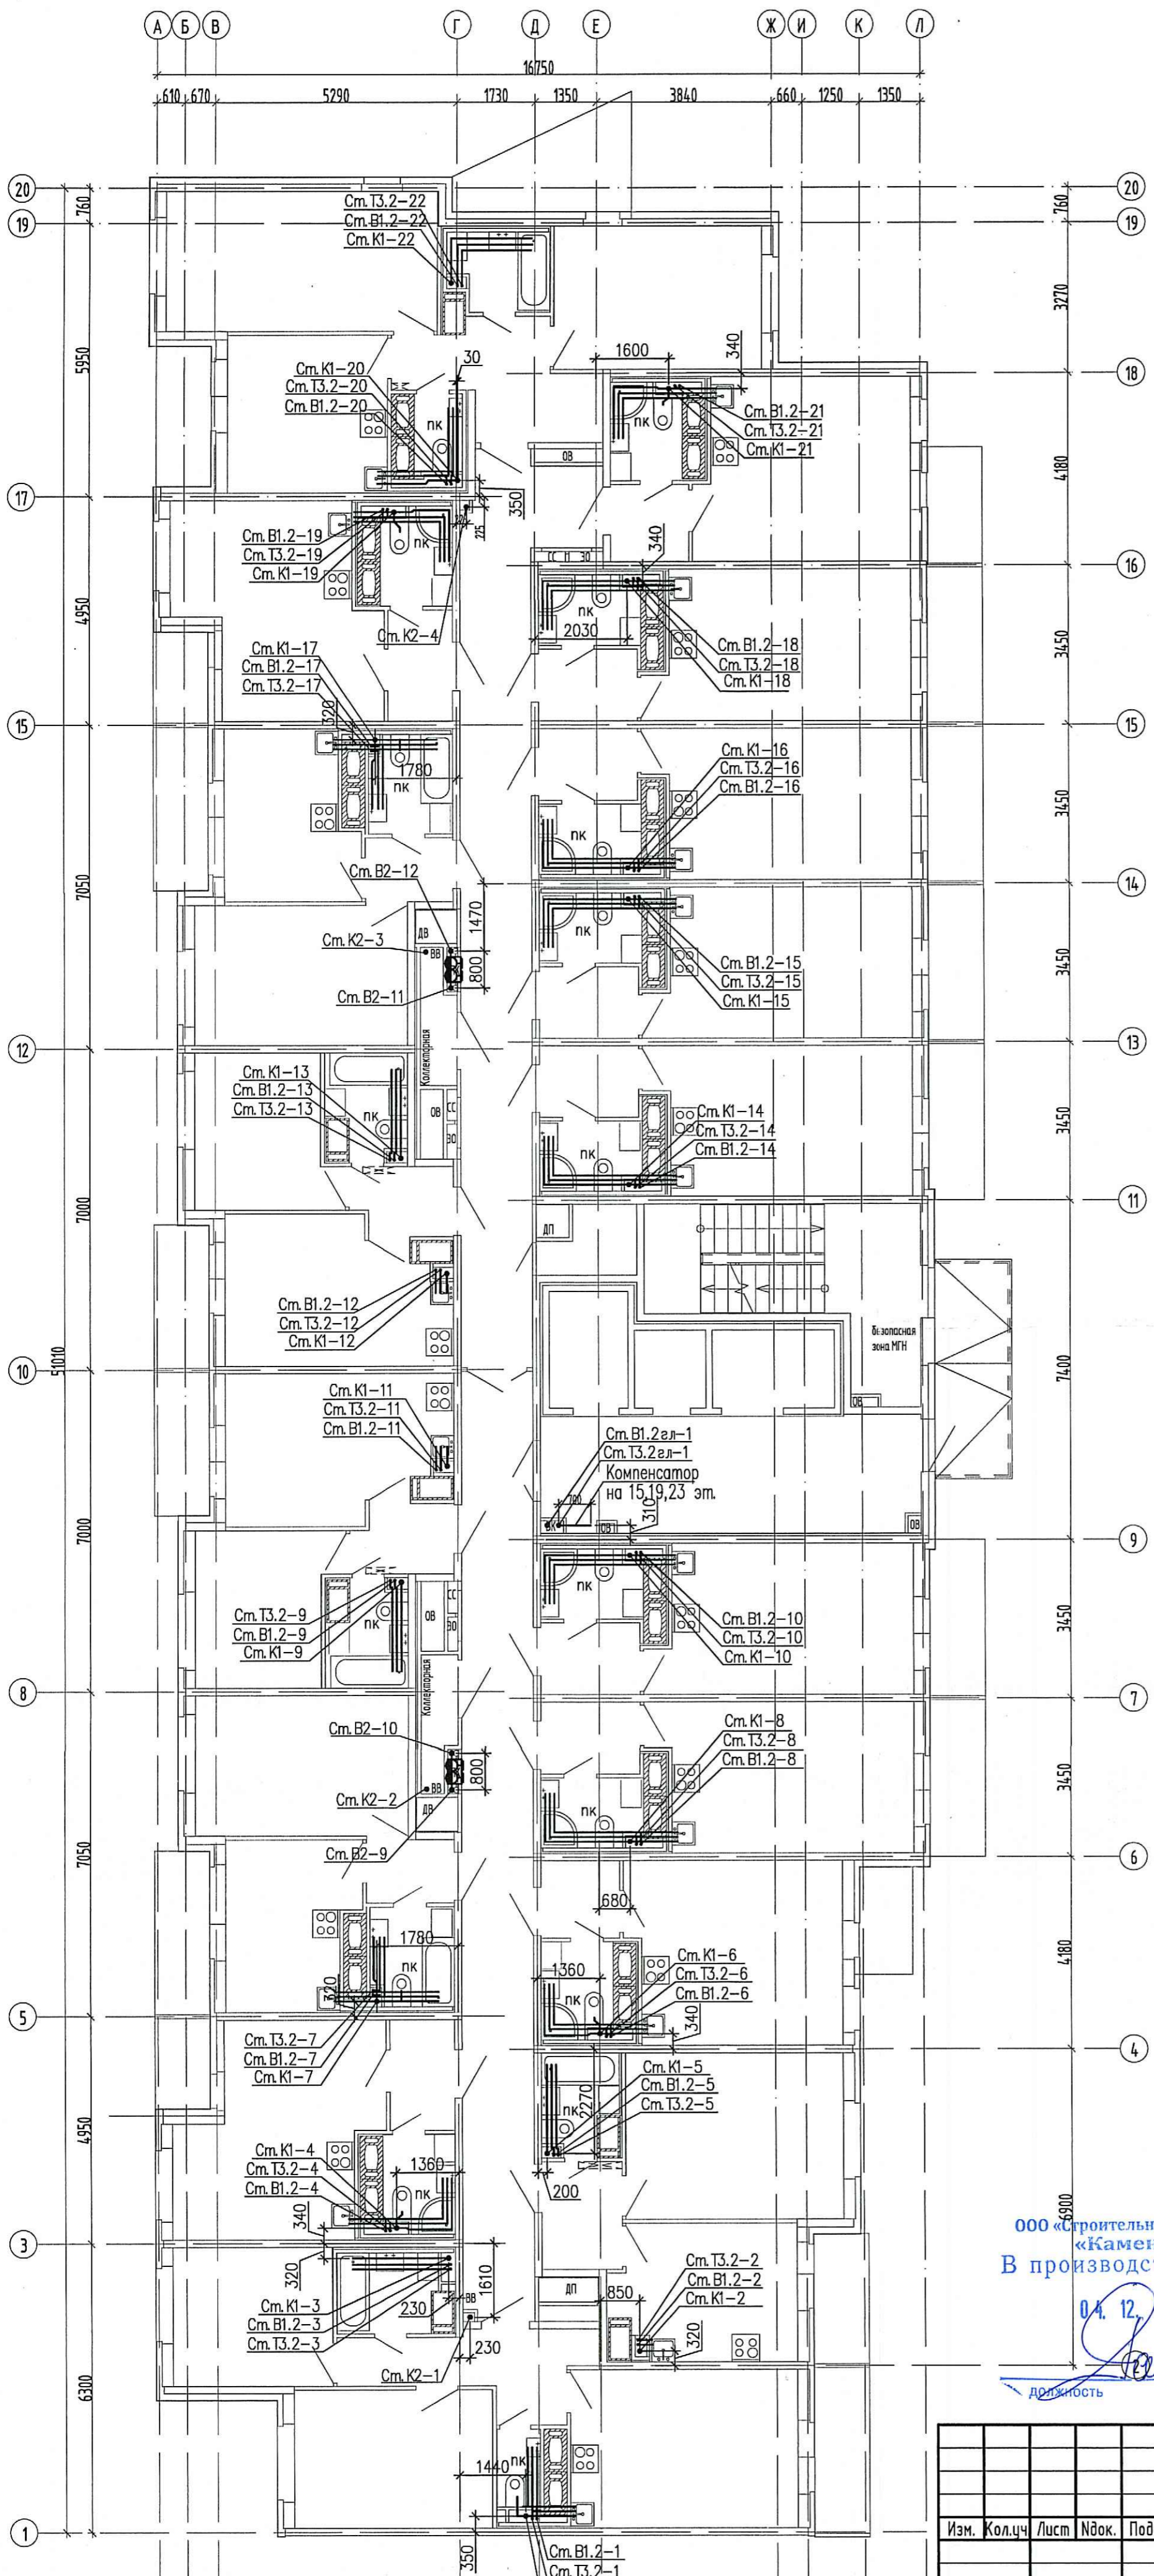 А Б В Г Д Е Ж И К Л
16750
610 670 5290 1730 1350 3840 660 1250 1350
20 20
760 760
19 19
Ст. Т3.2-22
Ст. В1.2-22
Ст. К1-22
3270
5950
30
1600
340
18
Ст. К1-20
Ст. Т3.2-20
Ст. В1.2-20
пк
пк
Ст. В1.2-21
Ст. Т3.2-21
Ст. К1-21
ОВ
4180
17
350
225
Ст. В1.2-19
Ст. Т3.2-19
Ст. К1-19
пк
340
СС ЭО
16
4950
Ст. К2-4
пк
2030
Ст. В1.2-18
Ст. Т3.2-18
Ст. К1-18
3450
Ст. К1-17
Ст. В1.2-17
Ст. Т3.2-17
320
15 15
1780
пк
Ст. К1-16
Ст. Т3.2-16
Ст. В1.2-16
3450
пк
7050
Ст. В2-12
14
1470
ДВ
пк
Ст. К2-3
ВВ
800
Ст. В2-11
Ст. В1.2-15
Ст. Т3.2-15
Ст. К1-15
3450
Коллекторная
12 13
Ст. К1-13
Ст. В1.2-13
Ст. Т3.2-13
пк
ОВ
СС
ЭО
Ст. К1-14
Ст. Т3.2-14
Ст. В1.2-14
пк
3450
7000
11
ДП
Ст. В1.2-12
Ст. Т3.2-12
Ст. К1-12
безопасная
зона МГН
51010
10
7400
Ст. К1-11
Ст. Т3.2-11
Ст. В1.2-11
ОВ
Ст. В1.2гл-1
Ст. Т3.2гл-1
Компенсатор
на 15,19,23 эт.
700
310
ВК
ОВ
ОВ
7000
9
Ст. Т3.2-9
Ст. В1.2-9
Ст. К1-9
пк
ОВ
СС
ЭО
пк
Ст. В1.2-10
Ст. Т3.2-10
Ст. К1-10
3450
Коллекторная
8 7
Ст. В2-10
800
Ст. К1-8
Ст. Т3.2-8
Ст. В1.2-8
3450
Ст. К2-2
ВВ
ДВ
пк
Ст. В2-9
7050
6
680
1780
пк
320
1360
пк
Ст. К1-6
Ст. Т3.2-6
Ст. В1.2-6
340
4180
5
Ст. Т3.2-7
Ст. В1.2-7
Ст. К1-7
4
Ст. К1-5
Ст. В1.2-5
Ст. Т3.2-5
2270
пк
4950
Ст. К1-4
Ст. Т3.2-4
Ст. В1.2-4
1360
пк
200
340
6900
3
320
1610
Ст. К1-3
Ст. В1.2-3
Ст. Т3.2-3
230
ВВ
230
Ст. К2-1
ДП
850
Ст. Т3.2-2
Ст. В1.2-2
Ст. К1-2
320
6300
ООО «Строительн
«Камен
В производс
04. 12.
должность
1440
пк
1
350
Ст. В1.2-1
Ст. Т3.2-1
Изм. Кол.уч Лист Nдок. Под